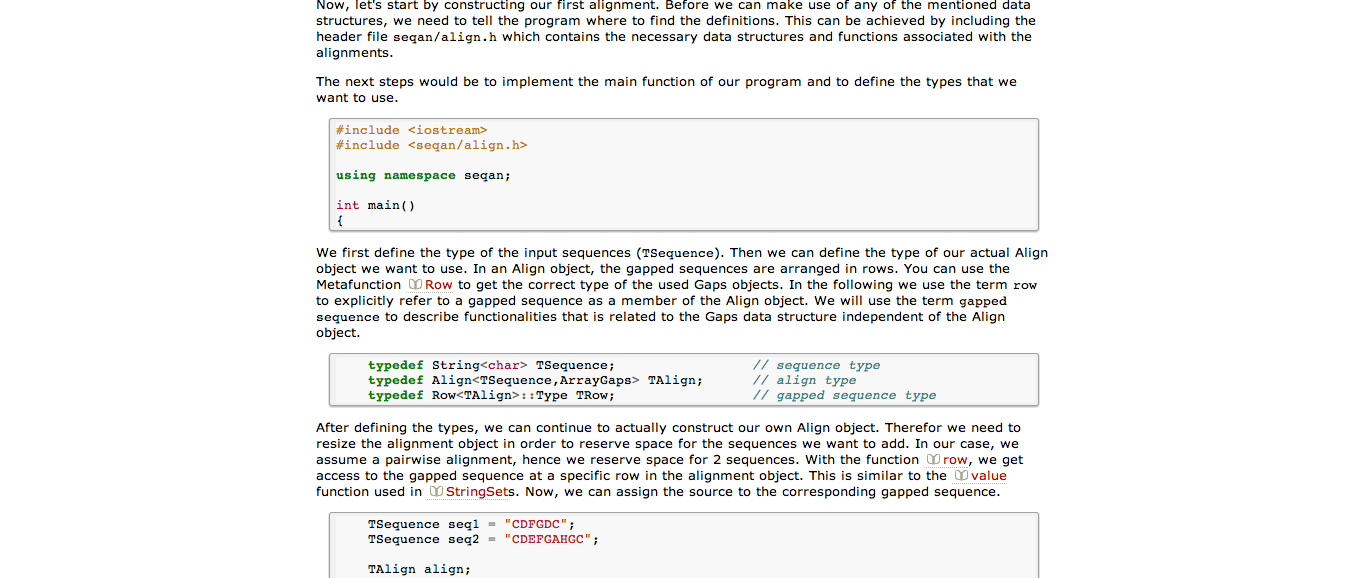 Now, let's start by constructing our first alignment. Before we can make use of any of the mentioned data
structures, we need to tell the program where to find the definitions. This can be achieved by including the
header file seqan/align.h which contains the necessary data structures and functions associated with the
alignments.
The next steps would be to implement the main function of our program and to define the types that we
want to use.
#include <iostream>
#include <seqan/align.h>
using namespace seqan;
int main()
{
We first define the type of the input sequences (TSequence). Then we can define the type of our actual Align
object we want to use. In an Align object, the gapped sequences are arranged in rows. You can use the
Metafunction Row to get the correct type of the used Gaps objects. In the following we use the term row
to explicitly refer to a gapped sequence as a member of the Align object. We will use the term gapped
sequence to describe functionalities that is related to the Gaps data structure independent of the Align
object.
typedef String<char> TSequence; // sequence type
typedef Align<TSequence,ArrayGaps> TAlign; // align type
typedef Row<TAlign>::Type TRow; // gapped sequence type
After defining the types, we can continue to actually construct our own Align object. Therefor we need to
resize the alignment object in order to reserve space for the sequences we want to add. In our case, we
assume a pairwise alignment, hence we reserve space for 2 sequences. With the function row, we get
access to the gapped sequence at a specific row in the alignment object. This is similar to the value
function used in StringSets. Now, we can assign the source to the corresponding gapped sequence.
TSequence seq1 = "CDFGDC";
TSequence seq2 = "CDEFGAHGC";
TAlign align;